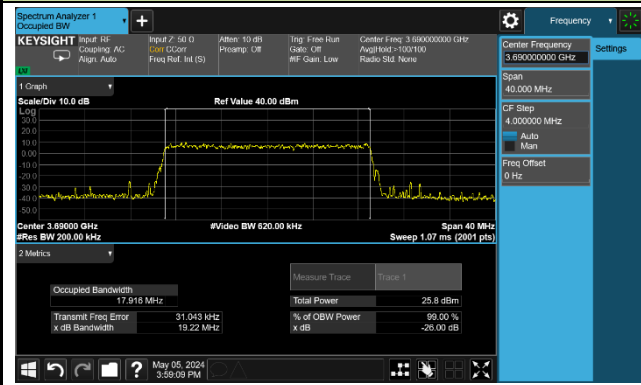 Spectrum Analyzer 1
Occupied BW
Frequency
KEYSIGHT
Input: RF
Coupling: AC
Align: Auto
Input Z: 50 Ω
Corr CCorr
Freq Ref: Int (S)
Atten: 10 dB
Preamp: Off
Trig: Free Run
Gate: Off
#IF Gain: Low
Center Freq: 3.690000000 GHz
Avg|Hold:>100/100
Radio Std: None
LV
Center Frequency
3.690000000 GHz
Settings
Span
40.000 MHz
CF Step
4.000000 MHz
Auto
Man
Freq Offset
0 Hz
1 Graph
Scale/Div 10.0 dB
Ref Value 40.00 dBm
Log
30.0
20.0
10.0
0.00
-10.0
-20.0
-30.0
-40.0
-50.0
Center 3.69000 GHz
#Video BW 620.00 kHz
Span 40 MHz
#Res BW 200.00 kHz
Sweep 1.07 ms (2001 pts)
2 Metrics
Measure Trace
Trace 1
Occupied Bandwidth
17.916 MHz
Total Power
25.8 dBm
Transmit Freq Error
31.043 kHz
% of OBW Power
99.00 %
x dB Bandwidth
19.22 MHz
x dB
-26.00 dB
?
May 05, 2024
3:59:09 PM